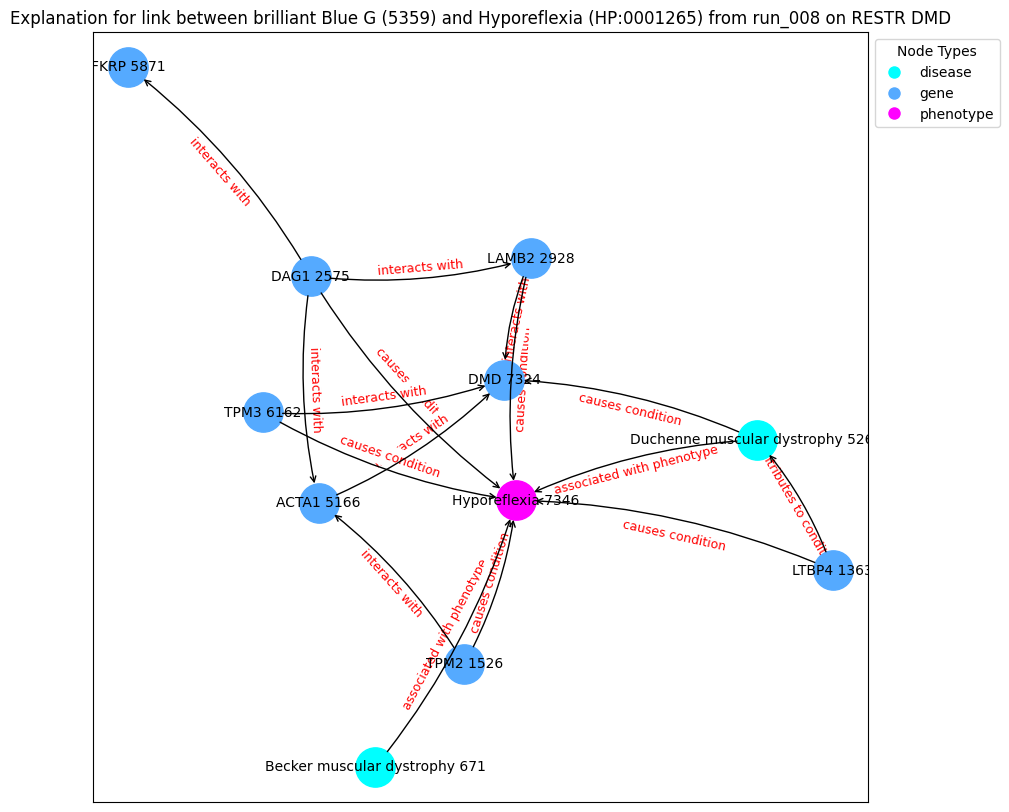 Explanation for link between brilliant Blue G (5359) and Hyporeflexia (HP:0001265) from run_008 on RESTR DMD
Node Types
disease
gene
phenotype
FKRP 5871
interacts with
DAG1 2575
interacts with
LAMB2 2928
interacts with
causes condition
interacts with
causes
DMD 7324
interacts with
TPM3 6162
causes condition
with
causes condition
Duchenne muscular dystrophy 526
associated with phenotype
Hyporeflexia 7346
ACTA1 5166
causes condition
to
LTBP4 1363
interacts with
causes condition
associated with phenotype
TPM2 1526
Becker muscular dystrophy 671